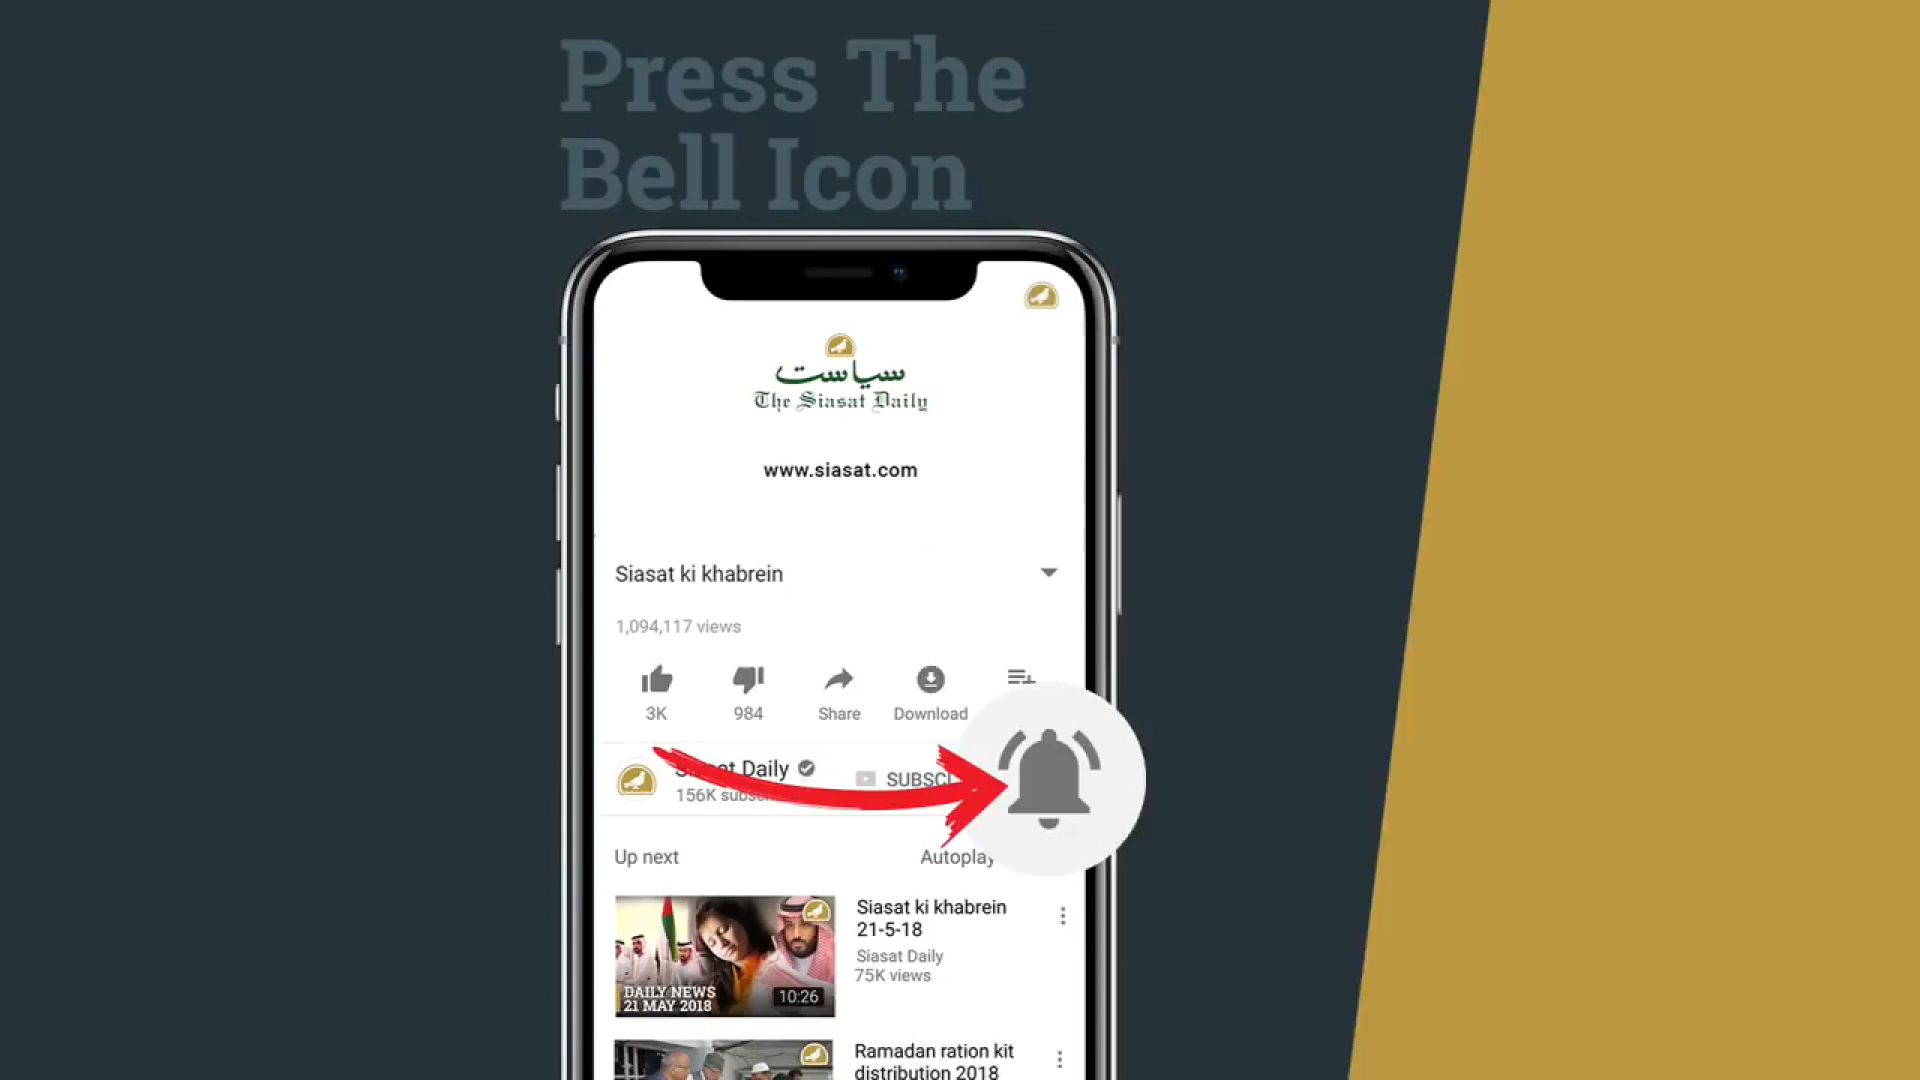 Press The
Bell Icon
سیاست
The Siasat Daily
www.siasat.com
Siasat ki khabrein
1,094,117 views
3K
984
Share
Download
Daily
SUBSCI
156K
Up next
Autoplay
Siasat ki khabrein
21-5-18
Siasat Daily
75K views
DAILY NEWS
21 MAY 2018
10:26
Ramadan ration kit
distribution 2018